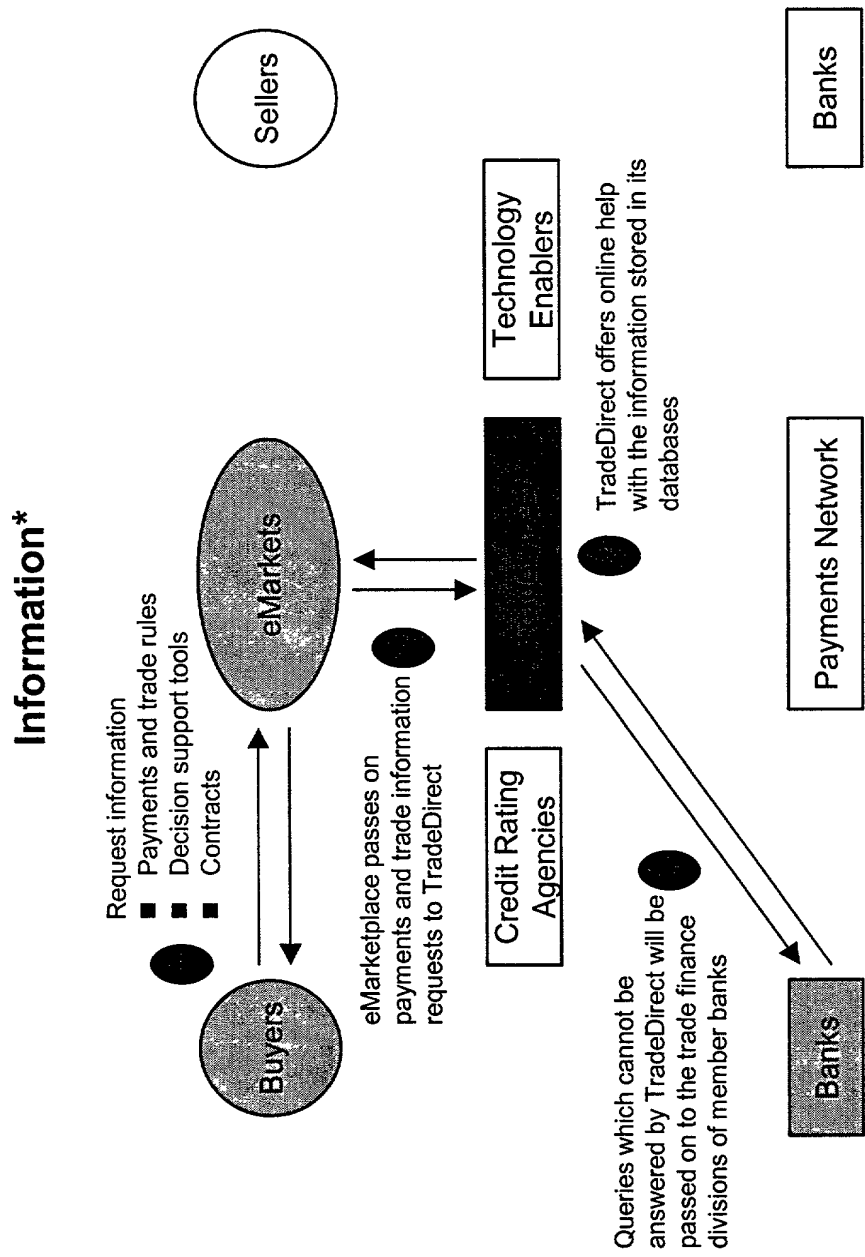 Information*
Request information
Payments and trade rules
Decision support tools
Contracts
Buyers
eMarkets
Sellers
eMarketplace passes on
payments and trade information
requests to TradeDirect
Credit Rating
Agencies
Technology
Enablers
TradeDirect offers online help
with the information stored in its
databases
Queries which cannot be
answered by TradeDirect will be
passed on to the trade finance
divisions of member banks
Banks
Payments Network
Banks